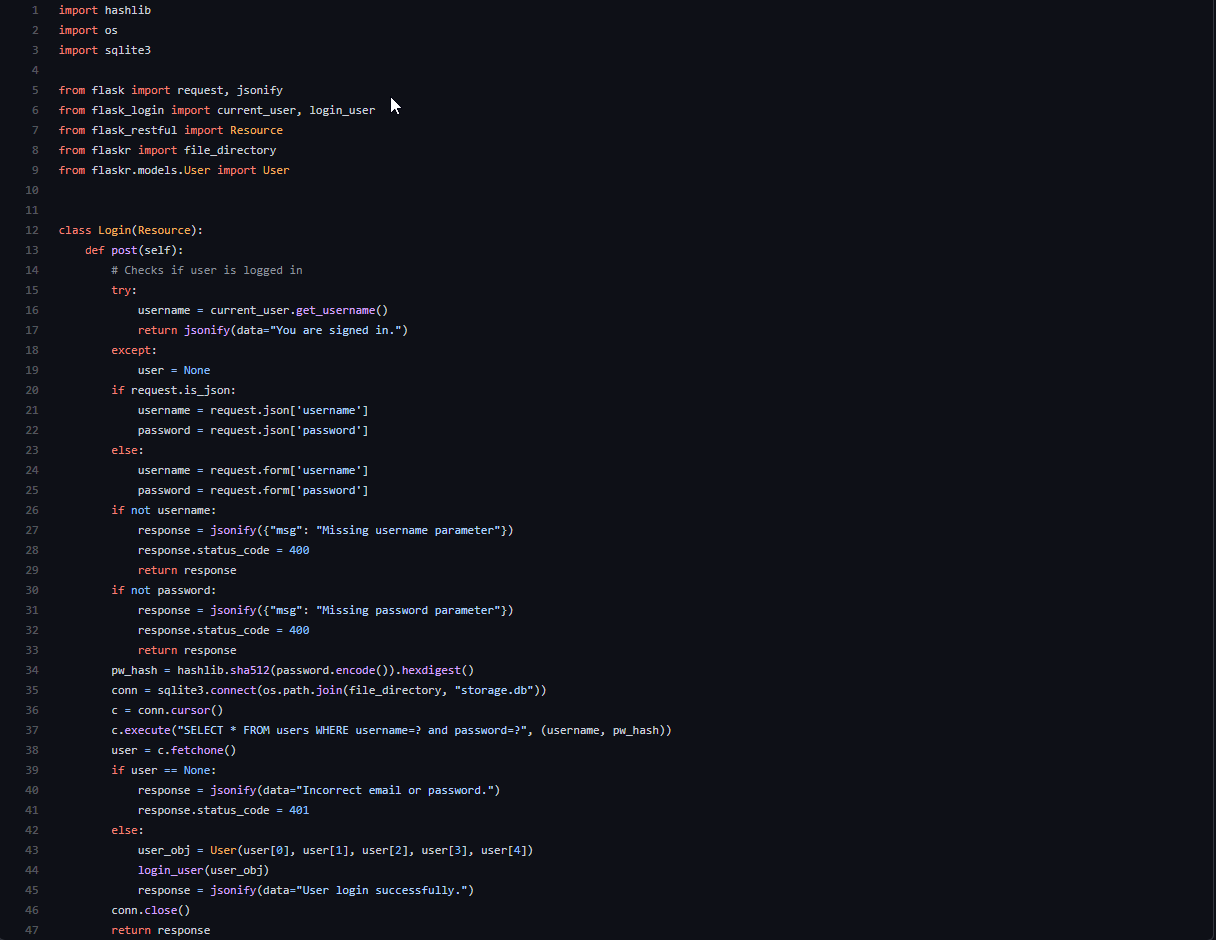 1 import hashlib
2 import os
3 import sqlite3
4
5 from flask import request, jsonify
6 from flask_login import current_user, login_user
7 from flask_restful import Resource
8 from flaskr import file_directory
9 from flaskr.models.User import User
10
11
12 class Login(Resource):
13     def post(self):
14         # Checks if user is logged in
15         try:
16             username = current_user.get_username()
17             return jsonify(data="You are signed in.")
18         except:
19             user = None
20         if request.is_json:
21             username = request.json['username']
22             password = request.json['password']
23         else:
24             username = request.form['username']
25             password = request.form['password']
26         if not username:
27             response = jsonify({"msg": "Missing username parameter"})
28             response.status_code = 400
29             return response
30         if not password:
31             response = jsonify({"msg": "Missing password parameter"})
32             response.status_code = 400
33             return response
34         pw_hash = hashlib.sha512(password.encode()).hexdigest()
35         conn = sqlite3.connect(os.path.join(file_directory, "storage.db"))
36         c = conn.cursor()
37         c.execute("SELECT * FROM users WHERE username=? and password=?", (username, pw_hash))
38         user = c.fetchone()
39         if user == None:
40             response = jsonify(data="Incorrect email or password.")
41             response.status_code = 401
42         else:
43             user_obj = User(user[0], user[1], user[2], user[3], user[4])
44             login_user(user_obj)
45             response = jsonify(data="User login successfully.")
46         conn.close()
47         return response